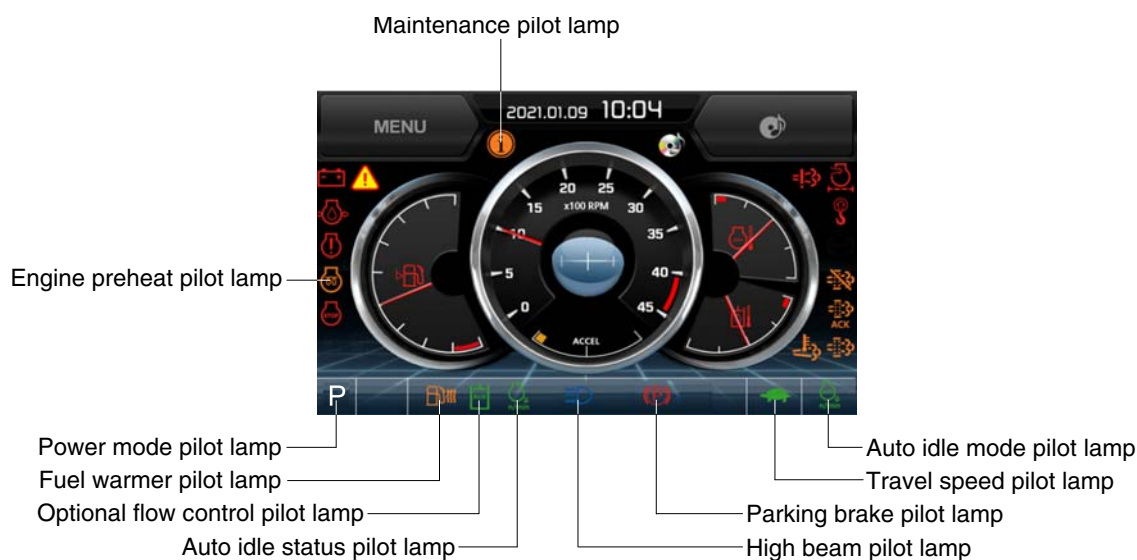 Maintenance pilot lamp
MENU
2021.01.09 10:04
20 25
15 x100 RPM 30
10 35
5 40
0 45
ACCEL
STOP
ACK
Engine preheat pilot lamp
P
Power mode pilot lamp
Fuel warmer pilot lamp
Optional flow control pilot lamp
Auto idle status pilot lamp
Auto idle mode pilot lamp
Travel speed pilot lamp
Parking brake pilot lamp
High beam pilot lamp